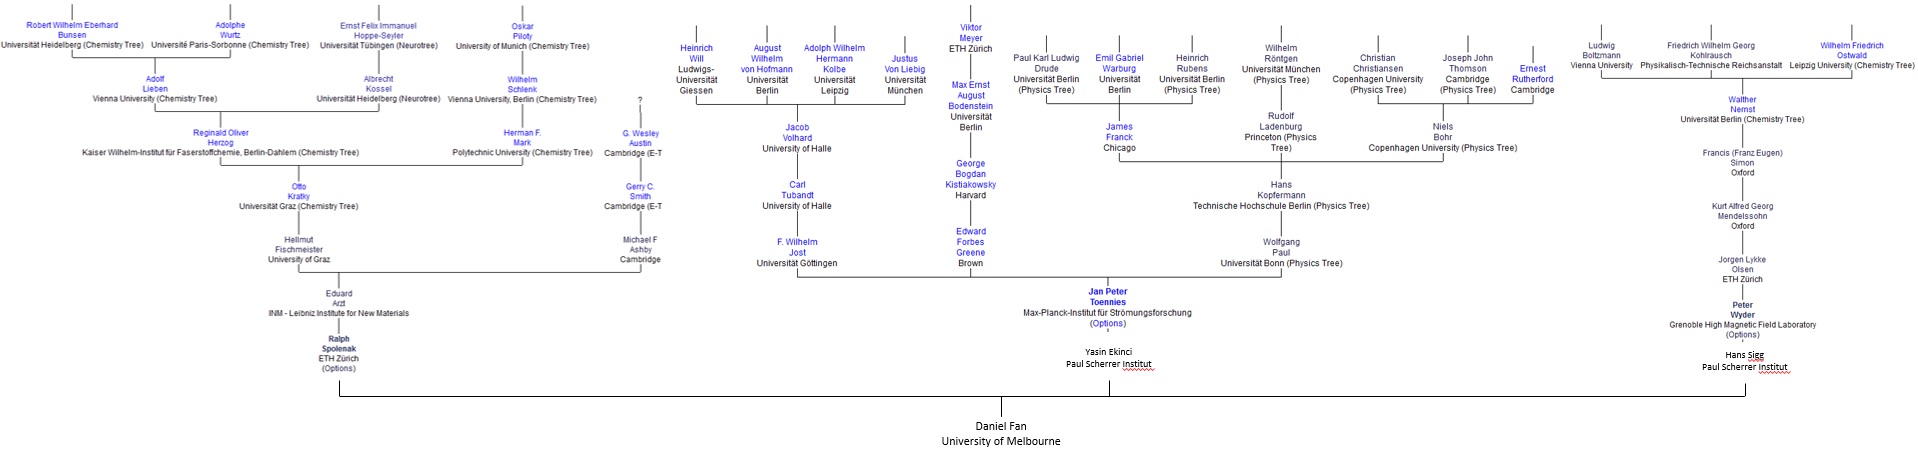 Robert Wilhelm Eberhard
Bunsen
Universität Heidelberg (Chemistry Tree)
Adolphe
Wurtz
Université Paris-Sorbonne (Chemistry Tree)
Ernst Felix Immanuel
Hoppe-Seyler
Universität Tübingen (Neurotree)
Oskar
Piloty
University of Munich (Chemistry Tree)
Adolf
Lieben
Vienna University (Chemistry Tree)
Albrecht
Kossel
Universität Heidelberg (Neurotree)
Wilhelm
Schlenk
Vienna University, Berlin (Chemistry Tree)
?
Reginald Oliver
Herzog
Kaiser Wilhelm-Institut für Faserstoffchemie, Berlin-Dahlem (Chemistry Tree)
Herman F.
Mark
Polytechnic University (Chemistry Tree)
G. Wesley
Austin
Cambridge (E-T
Otto
Kratky
Universität Graz (Chemistry Tree)
Gerry C.
Smith
Cambridge (E-T
Hellmut
Fischmeister
University of Graz
Michael F
Ashby
Cambridge
Eduard
Arzt
INM - Leibniz Institute for New Materials
Ralph
Spolenak
ETH Zürich
(Options)
Heinrich
Will
Ludwigs-
Universität
Giessen
August
Wilhelm
von Hofmann
Universität
Berlin
Adolph Wilhelm
Hermann
Kolbe
Universität
Leipzig
Justus
Von Liebig
Universität
München
Viktor
Meyer
ETH Zürich
Max Ernst
August
Bodenstein
Universität
Berlin
Jacob
Volhard
University of Halle
George
Bogdan
Kistiakowsky
Harvard
Carl
Tubandt
University of Halle
F. Wilhelm
Jost
Universität Göttingen
Edward
Forbes
Greene
Brown
Paul Karl Ludwig
Drude
Universität Berlin
(Physics Tree)
Emil Gabriel
Warburg
Universität
Berlin
Heinrich
Rubens
Universität Berlin
(Physics Tree)
Wilhelm
Röntgen
Universität München
(Physics Tree)
Christian
Christiansen
Copenhagen University
(Physics Tree)
Joseph John
Thomson
Cambridge
(Physics Tree)
Ernest
Rutherford
Cambridge
James
Franck
Chicago
Rudolf
Ladenburg
Princeton (Physics
Tree)
Niels
Bohr
Copenhagen University (Physics Tree)
Hans
Kopfermann
Technische Hochschule Berlin (Physics Tree)
Wolfgang
Paul
Universität Bonn (Physics Tree)
Jan Peter
Toennies
Max-Planck-Institut für Strömungsforschung
(Options)
Yasin Ekinci
Paul Scherrer Institut
Ludwig
Boltzmann
Vienna University
Friedrich Wilhelm Georg
Kohlrausch
Physikalisch-Technische Reichsanstalt
Wilhelm Friedrich
Ostwald
Leipzig University (Chemistry Tree)
Walther
Nernst
Universität Berlin (Chemistry Tree)
Francis (Franz Eugen)
Simon
Oxford
Kurt Alfred Georg
Mendelssohn
Oxford
Jorgen Lykke
Olsen
ETH Zürich
Peter
Wyder
Grenoble High Magnetic Field Laboratory
(Options)
Hans Sigg
Paul Scherrer Institut
Daniel Fan
University of Melbourne